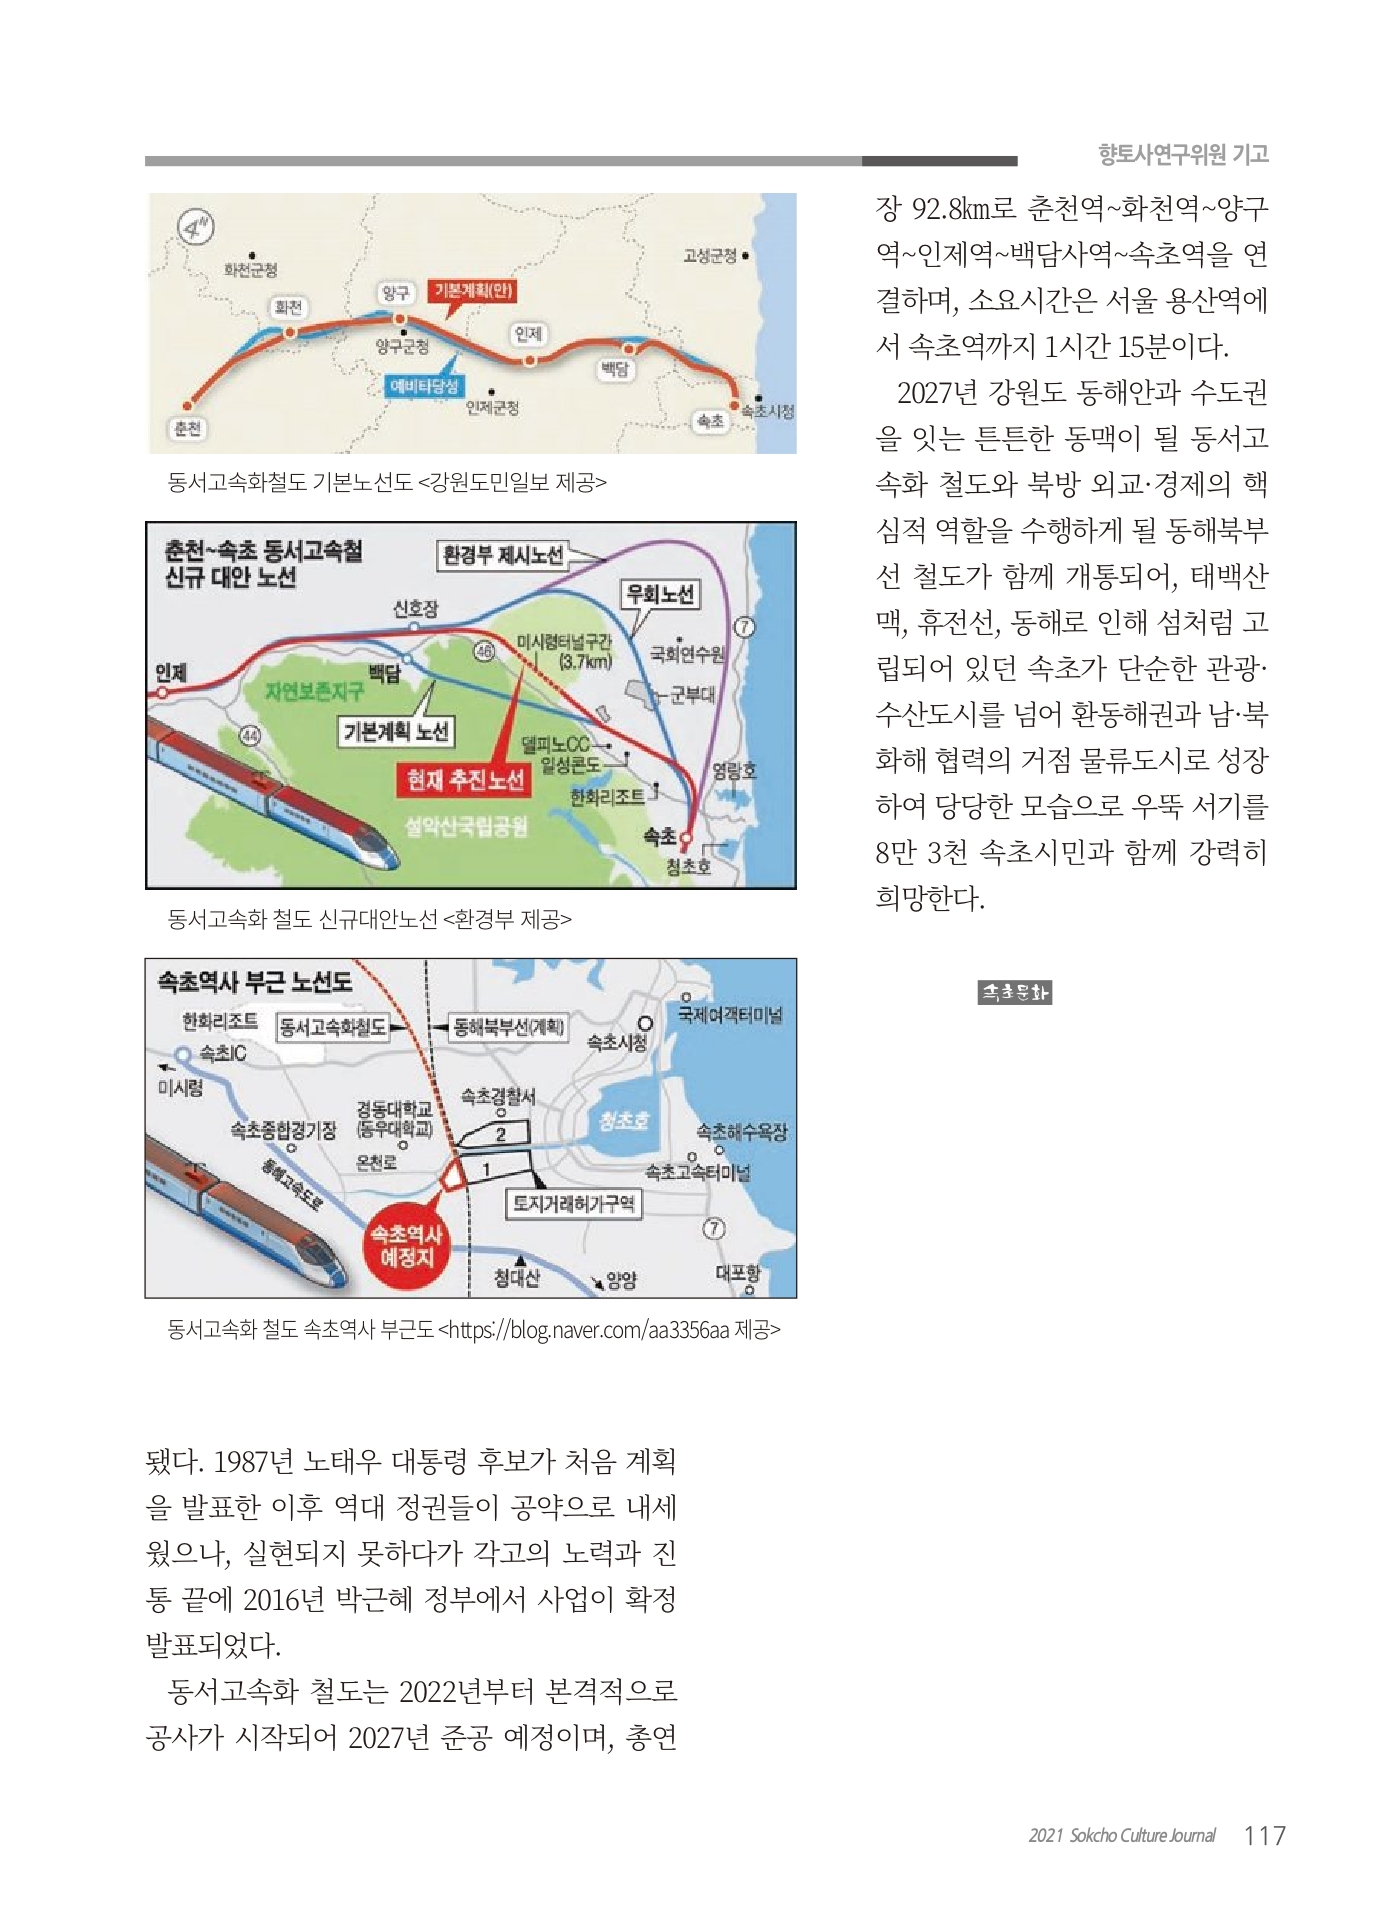 향토사연구위원 기고
4N
화천군청
고성군청
화천
양구
기본계획(안)
양구군청
인제
백담
예비타당성
인제군청
춘천
속초
속초시청
동서고속화철도 기본노선도 <강원도민일보 제공>
춘천~속초 동서고속철
신규 대안 노선
환경부 제시노선
우회노선
신호장
7
46
미시령터널구간
(3.7km)
국회연수원
인제
백담
자연보존지구
군부대
기본계획 노선
44
델피노CC
일성콘도
영랑호
현재 추진노선
한화리조트
설악산국립공원
속초
청초호
동서고속화 철도 신규대안노선 <환경부 제공>
속초역사 부근 노선도
한화리조트
동서고속화철도
동해북부선(계획)
국제여객터미널
속초시청
속초IC
미시령
속초경찰서
경동대학교
(동우대학교)
청초호
속초종합경기장
2
속초해수욕장
온천로
1
속초고속터미널
동해고속도로
토지거래허가구역
7
속초역사
예정지
청대산
양양
대포항
동서고속화 철도 속초역사 부근도 <https://blog.naver.com/aa3356aa 제공>
됐다. 1987년 노태우 대통령 후보가 처음 계획
을 발표한 이후 역대 정권들이 공약으로 내세
웠으나, 실현되지 못하다가 각고의 노력과 진
통 끝에 2016년 박근혜 정부에서 사업이 확정
발표되었다.
동서고속화 철도는 2022년부터 본격적으로
공사가 시작되어 2027년 준공 예정이며, 총연
장 92.8㎞로 춘천역~화천역~양구
역~인제역~백담사역~속초역을 연
결하며, 소요시간은 서울 용산역에
서 속초역까지 1시간 15분이다.
2027년 강원도 동해안과 수도권
을 잇는 튼튼한 동맥이 될 동서고
속화 철도와 북방 외교·경제의 핵
심적 역할을 수행하게 될 동해북부
선 철도가 함께 개통되어, 태백산
맥, 휴전선, 동해로 인해 섬처럼 고
립되어 있던 속초가 단순한 관광·
수산도시를 넘어 환동해권과 남·북
화해 협력의 거점 물류도시로 성장
하여 당당한 모습으로 우뚝 서기를
8만 3천 속초시민과 함께 강력히
희망한다.
속초문화
2021 Sokcho Culture Journal 117